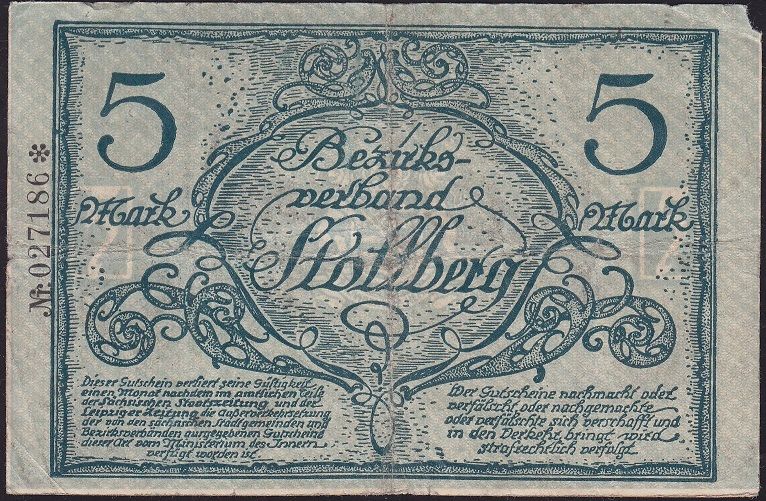 5
Mark
5
Mark
Bezirks-
verband
Stollberg
Nr. 027186 *
Dieser Gutschein verliert seine Gültigkeit
einen Monat nachdem im amtlichen Teile
der Sächsischen Staatszeitung und der
Leipziger Zeitung die Außerverkehrsetzung
der von den sächsischen Stadtgemeinden und
Bezirksverbänden ausgegebenen Gutscheine
dieser Art vom Ministerium des Innern
verfügt worden ist.
Wer Gutscheine nachmacht oder
verfälscht oder nachgemachte
oder verfälschte sich verschafft und
in den Verkehr bringt wird
strafrechtlich verfolgt.